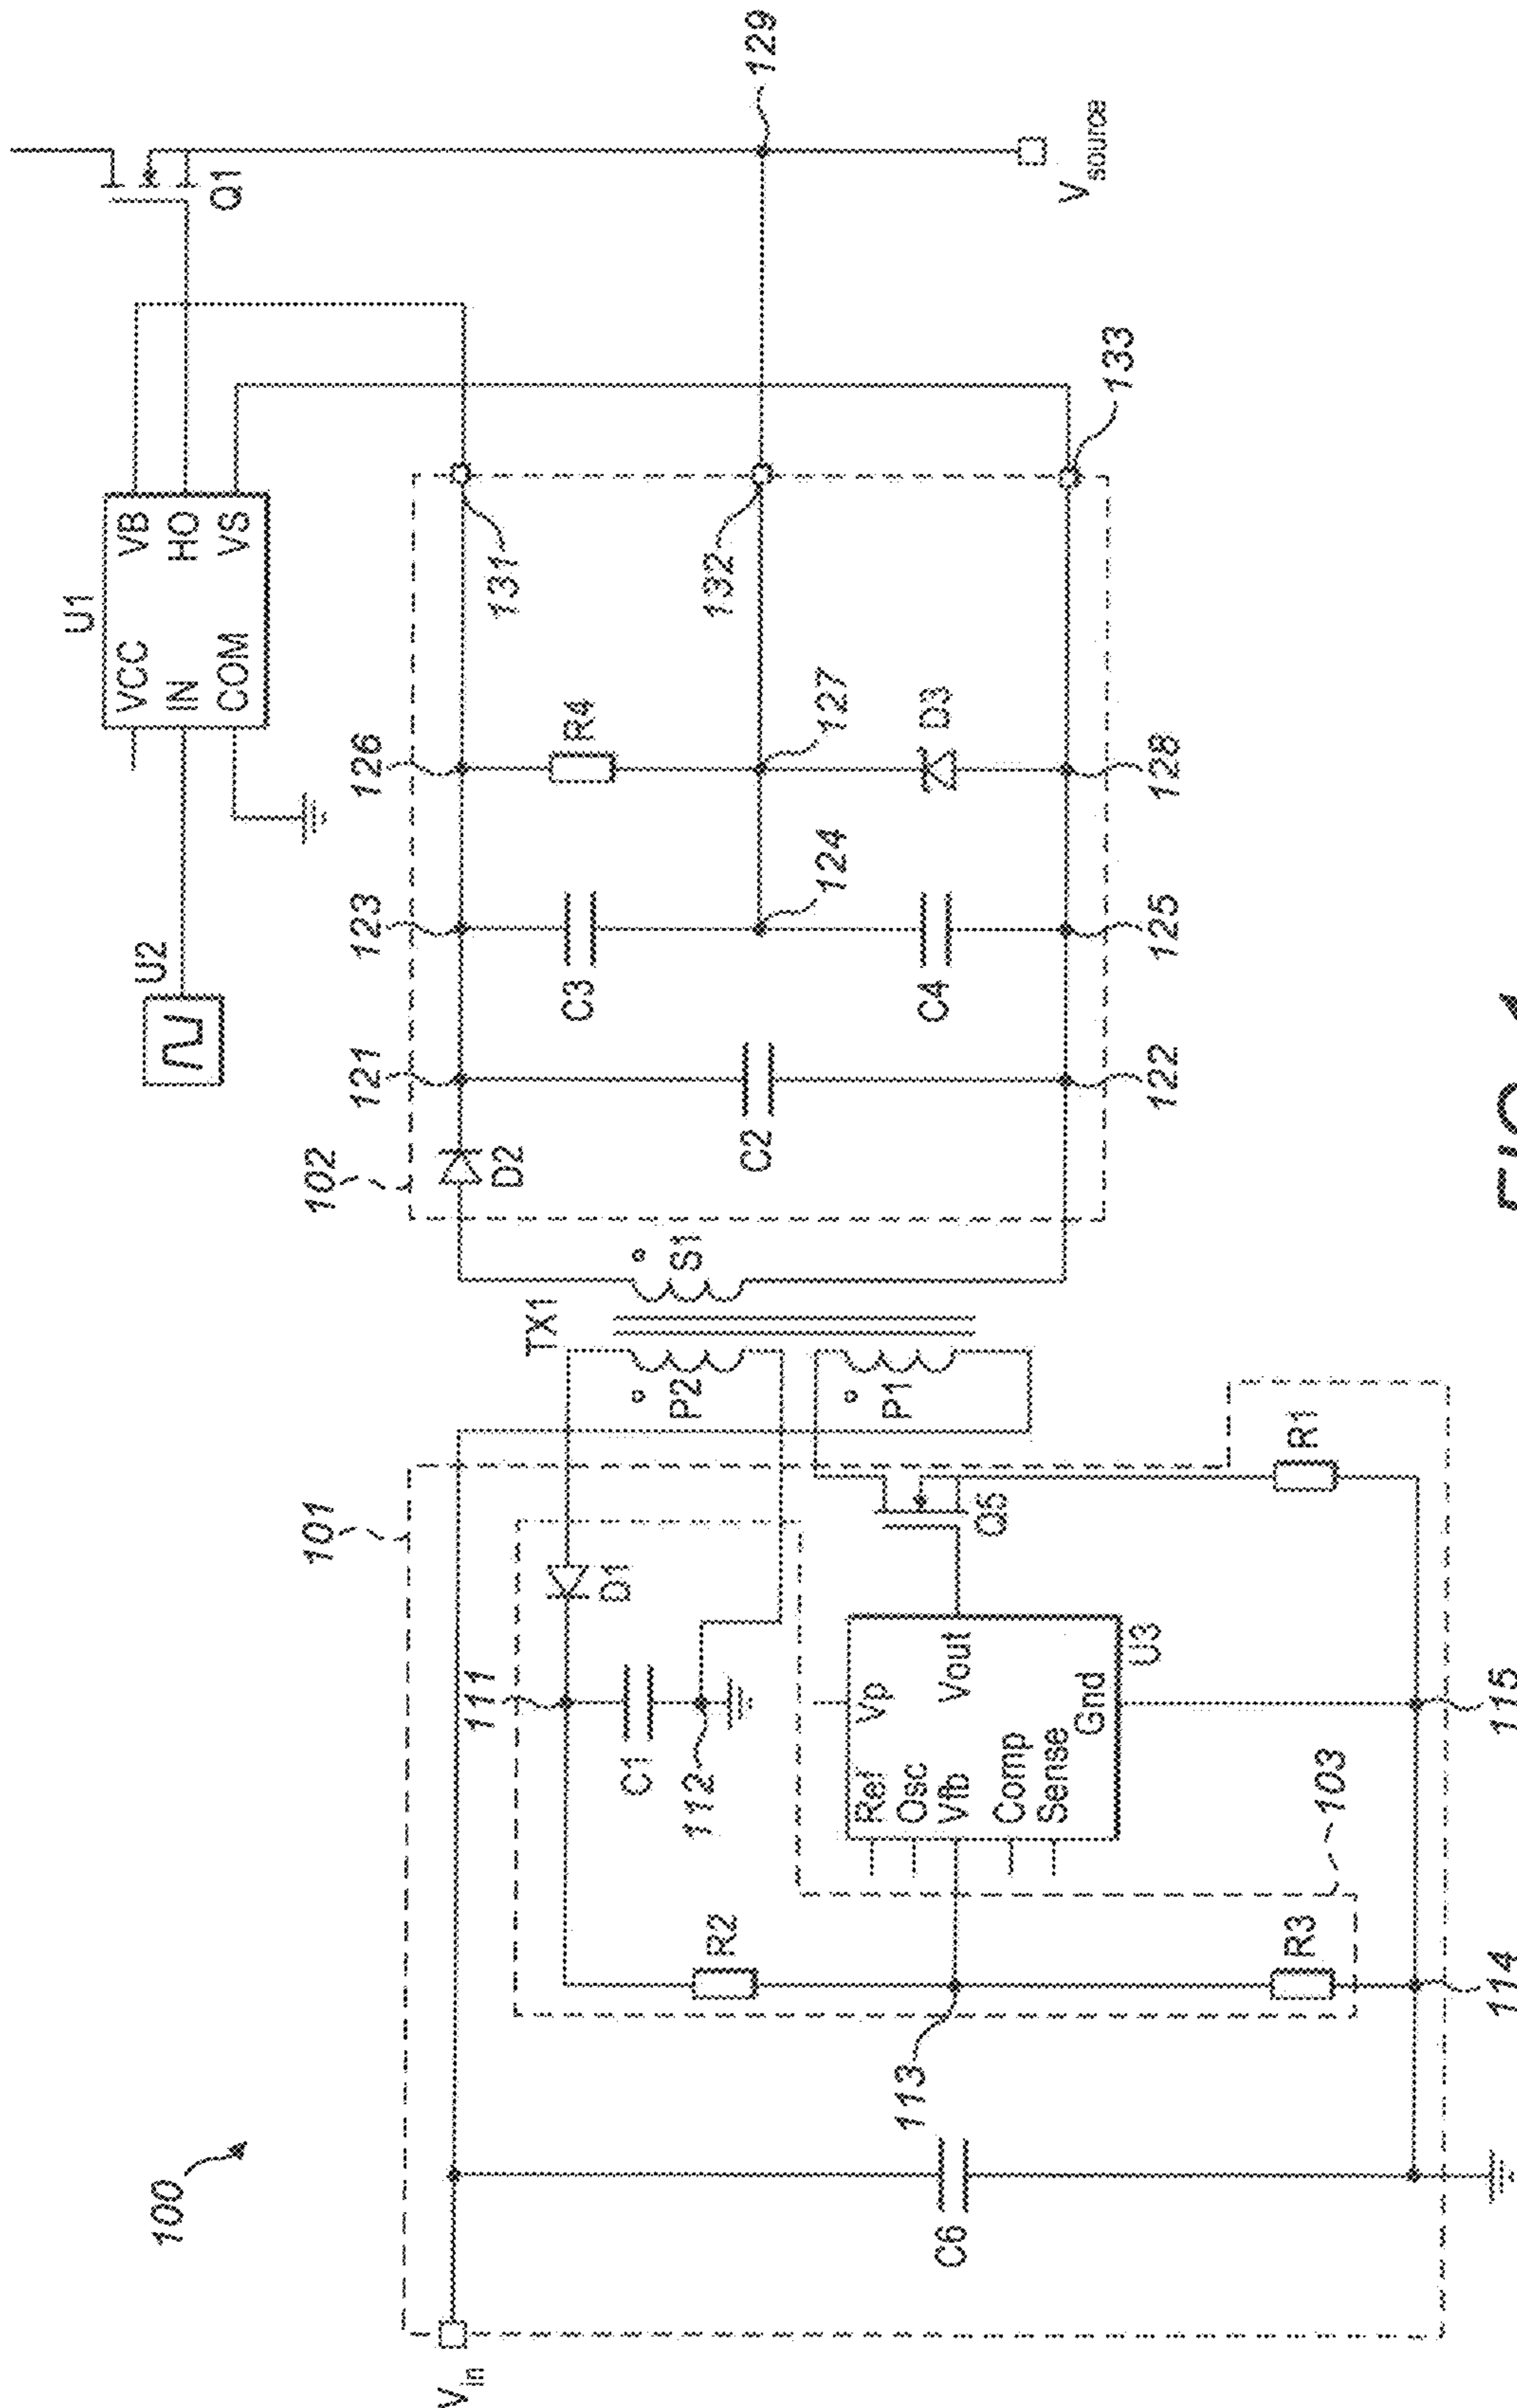 100
V_in
101
102
U2
U1
VCC
IN
COM
VB
HO
VS
Q1
129
V_source
121
123
126
131
132
133
D2
C2
C3
C4
R4
D3
124
127
122
125
128
TX1
S1
P2
P1
D1
111
C1
112
R2
113
R3
C6
Ref
Osc
Vfb
Comp
Sense
Vp
Vout
Gnd
U3
Q5
R1
103
114
115